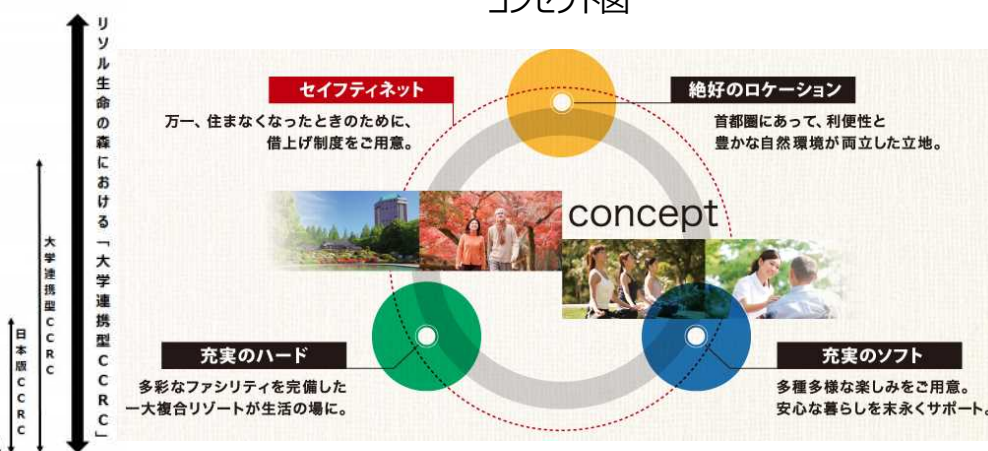 コンセプト図
リソル生命の森における「大学連携型CCRC」
大学連携型CCRC
日本版CCRC
セイフティネット
万一、住まなくなったときのために、
借上げ制度をご用意。
絶好のロケーション
首都圏にあって、利便性と
豊かな自然環境が両立した立地。
concept
充実のハード
多彩なファシリティを完備した
一大複合リゾートが生活の場に。
充実のソフト
多種多様な楽しみをご用意。
安心な暮らしを末永くサポート。